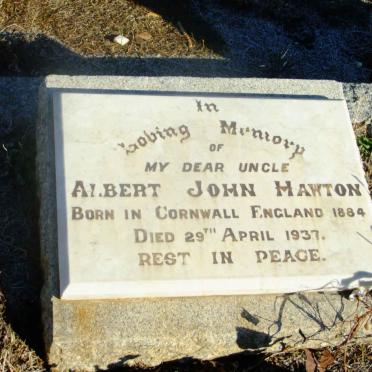 In
Loving Memory
OF
MY DEAR UNCLE
ALBERT JOHN HAWTON
BORN IN CORNWALL ENGLAND 1884
DIED 29TH APRIL 1937.
REST IN PEACE.